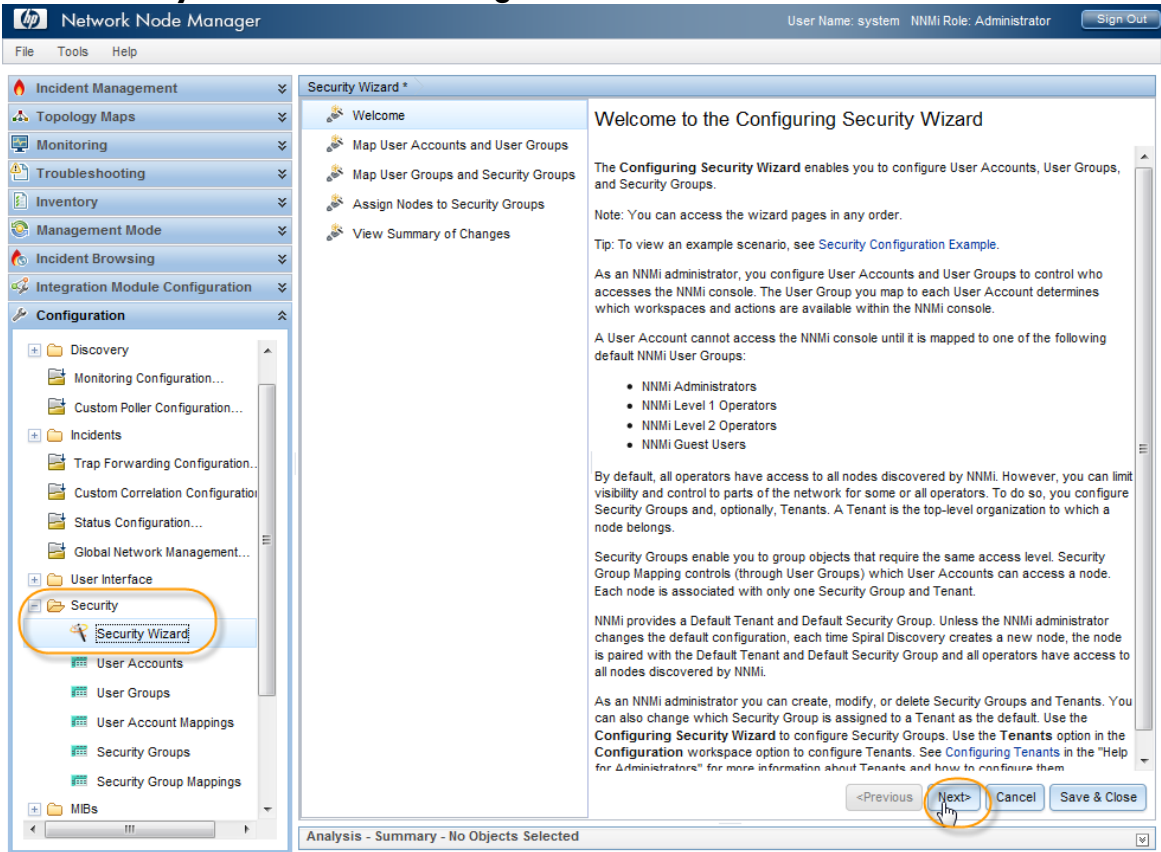 Network Node Manager
User Name: system NNMi Role: Administrator
Sign Out
File Tools Help
Incident Management
Topology Maps
Monitoring
Troubleshooting
Inventory
Management Mode
Incident Browsing
Integration Module Configuration
Configuration
Discovery
Monitoring Configuration...
Custom Poller Configuration...
Incidents
Trap Forwarding Configuration..
Custom Correlation Configuration
Status Configuration...
Global Network Management...
User Interface
Security
Security Wizard
User Accounts
User Groups
User Account Mappings
Security Groups
Security Group Mappings
MIBs
Security Wizard *
Welcome
Map User Accounts and User Groups
Map User Groups and Security Groups
Assign Nodes to Security Groups
View Summary of Changes
Welcome to the Configuring Security Wizard
The Configuring Security Wizard enables you to configure User Accounts, User Groups,
and Security Groups.
Note: You can access the wizard pages in any order.
Tip: To view an example scenario, see Security Configuration Example.
As an NNMi administrator, you configure User Accounts and User Groups to control who
accesses the NNMi console. The User Group you map to each User Account determines
which workspaces and actions are available within the NNMi console.
A User Account cannot access the NNMi console until it is mapped to one of the following
default NNMi User Groups:
• NNMi Administrators
• NNMi Level 1 Operators
• NNMi Level 2 Operators
• NNMi Guest Users
By default, all operators have access to all nodes discovered by NNMi. However, you can limit
visibility and control to parts of the network for some or all operators. To do so, you configure
Security Groups and, optionally, Tenants. A Tenant is the top-level organization to which a
node belongs.
Security Groups enable you to group objects that require the same access level. Security
Group Mapping controls (through User Groups) which User Accounts can access a node.
Each node is associated with only one Security Group and Tenant.
NNMi provides a Default Tenant and Default Security Group. Unless the NNMi administrator
changes the default configuration, each time Spiral Discovery creates a new node, the node
is paired with the Default Tenant and Default Security Group and all operators have access to
all nodes discovered by NNMi.
As an NNMi administrator you can create, modify, or delete Security Groups and Tenants. You
can also change which Security Group is assigned to a Tenant as the default. Use the
Configuring Security Wizard to configure Security Groups. Use the Tenants option in the
Configuration workspace option to configure Tenants. See Configuring Tenants in the "Help
for Administrators" for more information about Tenants and how to configure them
<Previous Next> Cancel Save & Close
Analysis - Summary - No Objects Selected